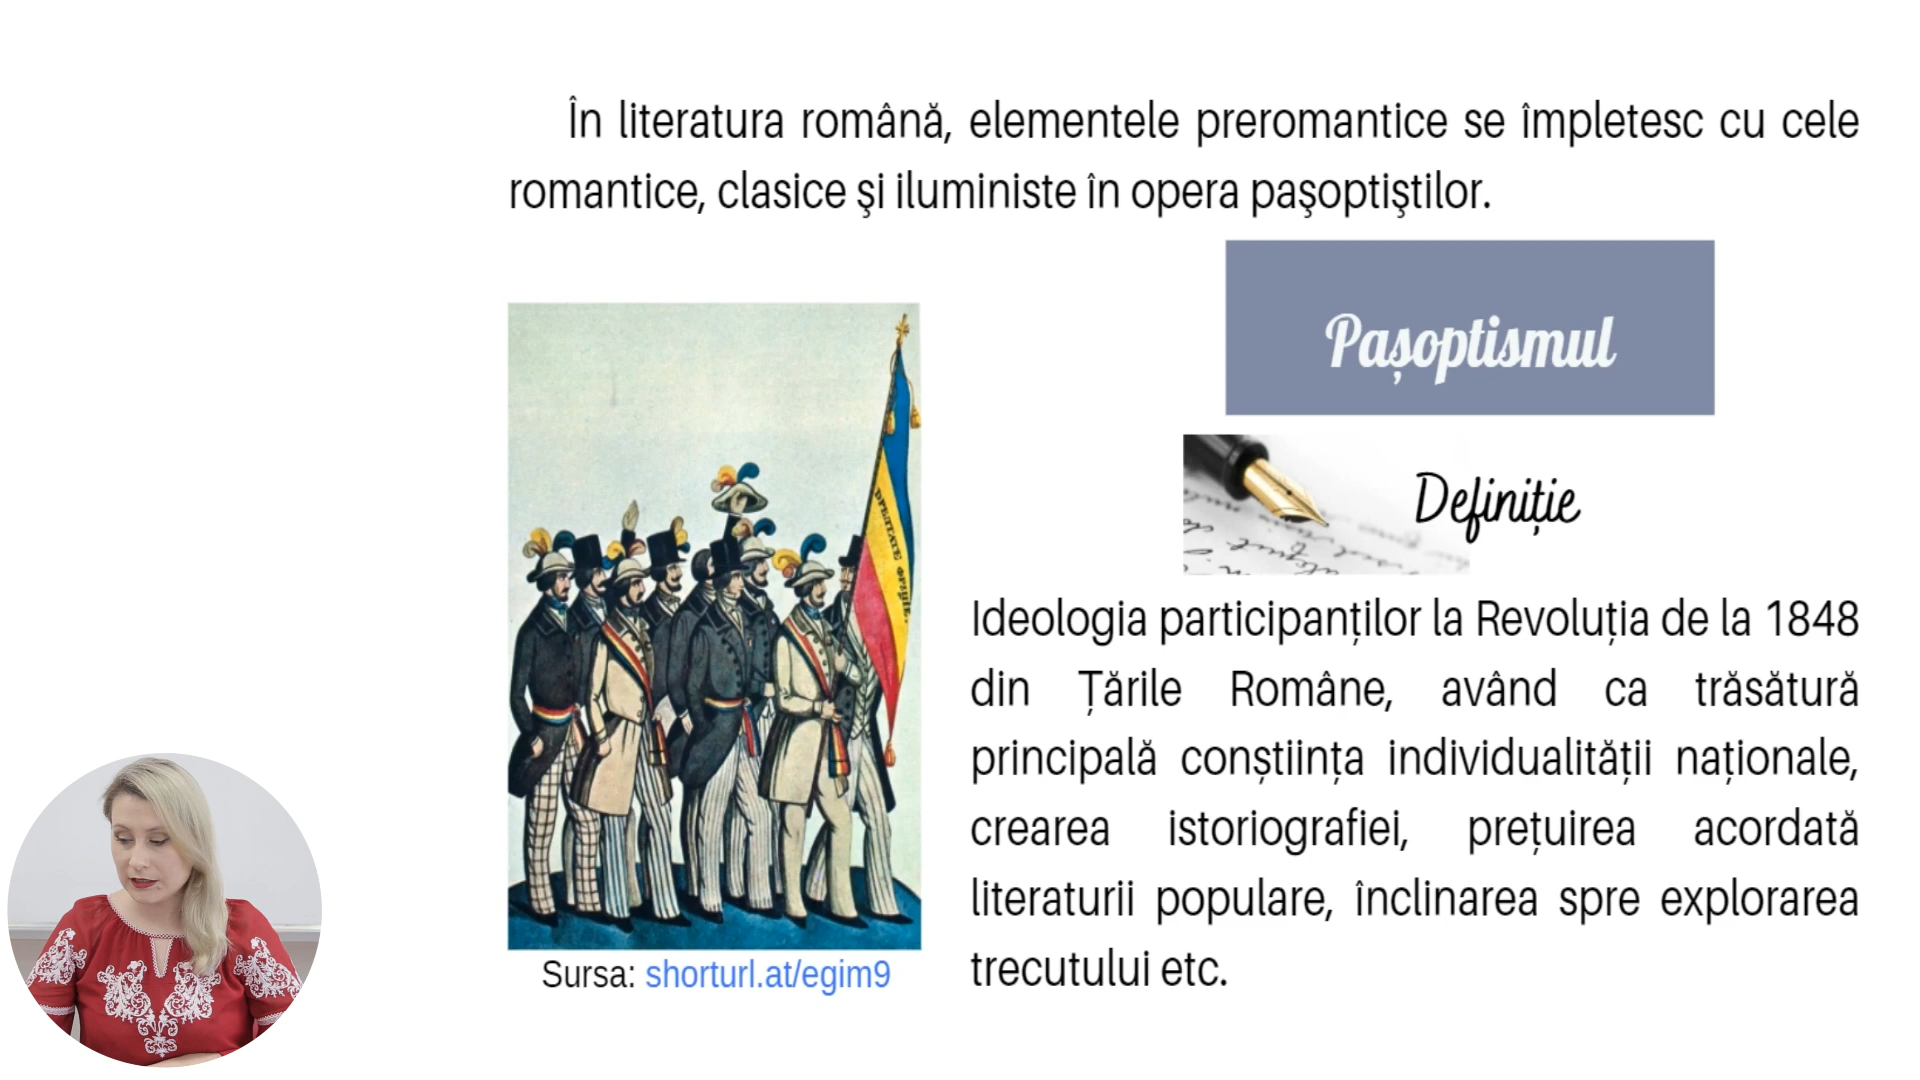 În literatura română, elementele preromantice se împletesc cu cele
romantice, clasice şi iluministe în opera paşoptiştilor.
Pașoptismul
Definiție
Ideologia participanților la Revoluția de la 1848
din Țările Române, având ca trăsătură
principală conștiința individualității naționale,
crearea istoriografiei, prețuirea acordată
literaturii populare, înclinarea spre explorarea
trecutului etc.
Sursa: shorturl.at/egim9